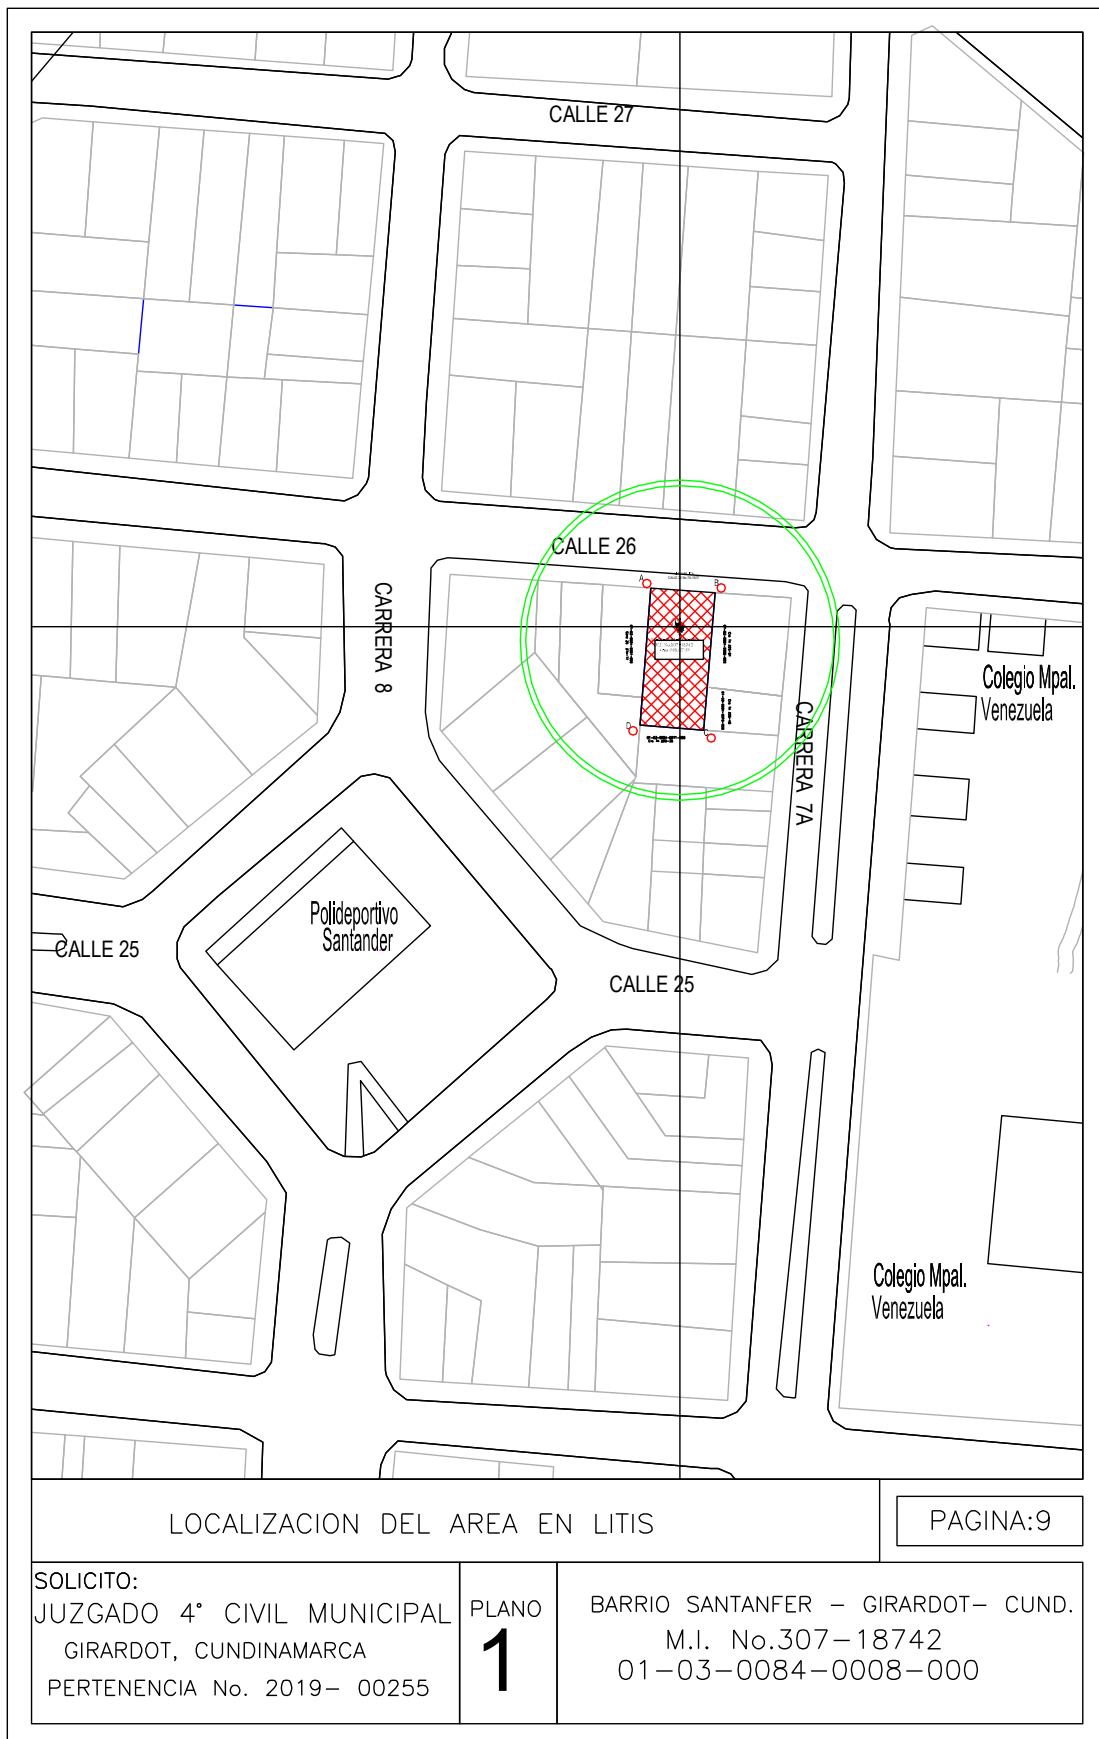 CALLE 27
CALLE 26
A
B
CARRERA 8
Colegio Mpal.
Venezuela
D
C
CARRERA 7A
Polideportivo
Santander
CALLE 25
CALLE 25
Colegio Mpal.
Venezuela
LOCALIZACION DEL AREA EN LITIS
PAGINA:9
SOLICITO:
JUZGADO 4° CIVIL MUNICIPAL
GIRARDOT, CUNDINAMARCA
PERTENENCIA No. 2019- 00255
PLANO
1
BARRIO SANTANFER - GIRARDOT- CUND.
M.I. No.307-18742
01-03-0084-0008-000